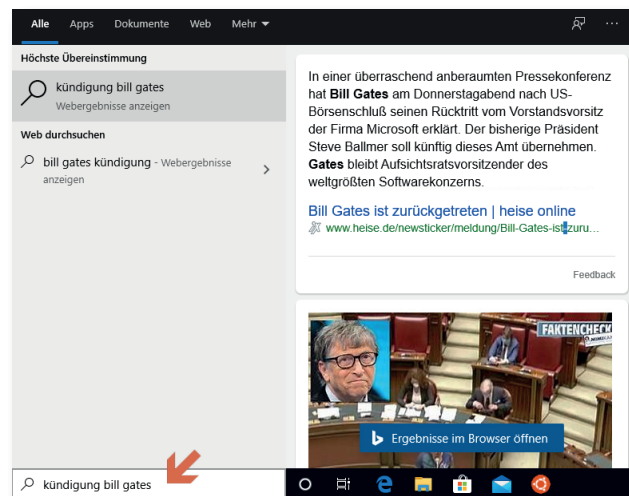 Alle Apps Dokumente Web Mehr
Höchste Übereinstimmung
kündigung bill gates
Webergebnisse anzeigen
Web durchsuchen
bill gates kündigung - Webergebnisse
anzeigen
In einer überraschend anberaumten Pressekonferenz
hat Bill Gates am Donnerstagabend nach US-
Börsenschluß seinen Rücktritt vom Vorstandsvorsitz
der Firma Microsoft erklärt. Der bisherige Präsident
Steve Ballmer soll künftig dieses Amt übernehmen.
Gates bleibt Aufsichtsratsvorsitzender des
weltgrößten Softwarekonzerns.
Bill Gates ist zurückgetreten | heise online
www.heise.de/newsticker/meldung/Bill-Gates-ist-zuru...
Feedback
FAKTENCHECK
Ergebnisse im Browser öffnen
kündigung bill gates